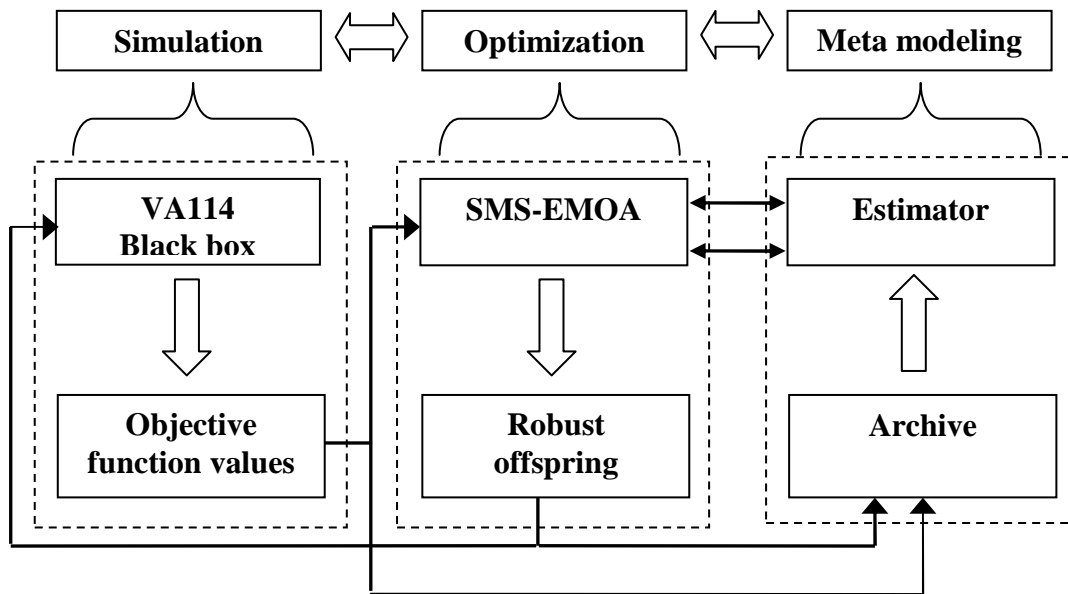 Simulation
Optimization
Meta modeling
VA114
Black box
SMS-EMOA
Estimator
Objective
function values
Robust
offspring
Archive